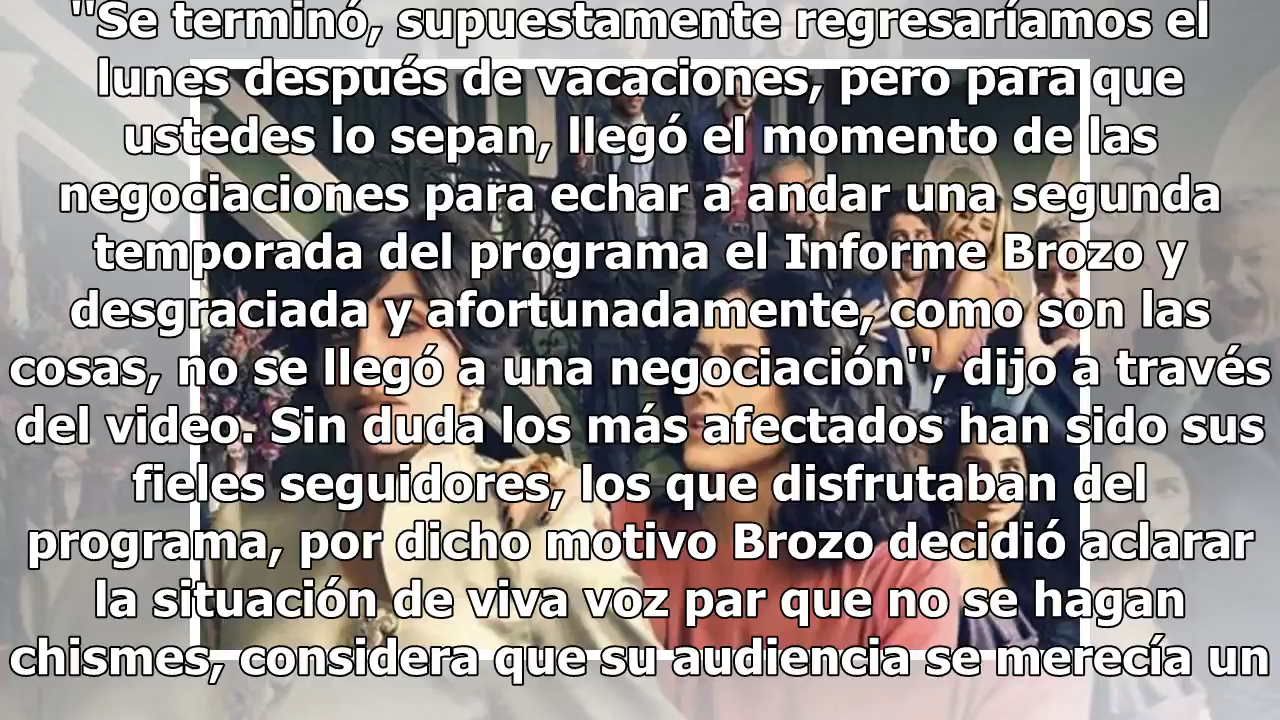 "Se terminó, supuestamente regresaríamos el
lunes después de vacaciones, pero para que
ustedes lo sepan, llegó el momento de las
negociaciones para echar a andar una segunda
temporada del programa el Informe Brozo y
desgraciada y afortunadamente, como son las
cosas, no se llegó a una negociación", dijo a través
del video. Sin duda los más afectados han sido sus
fieles seguidores, los que disfrutaban del
programa, por dicho motivo Brozo decidió aclarar
la situación de viva voz par que no se hagan
chismes, considera que su audiencia se merecía un